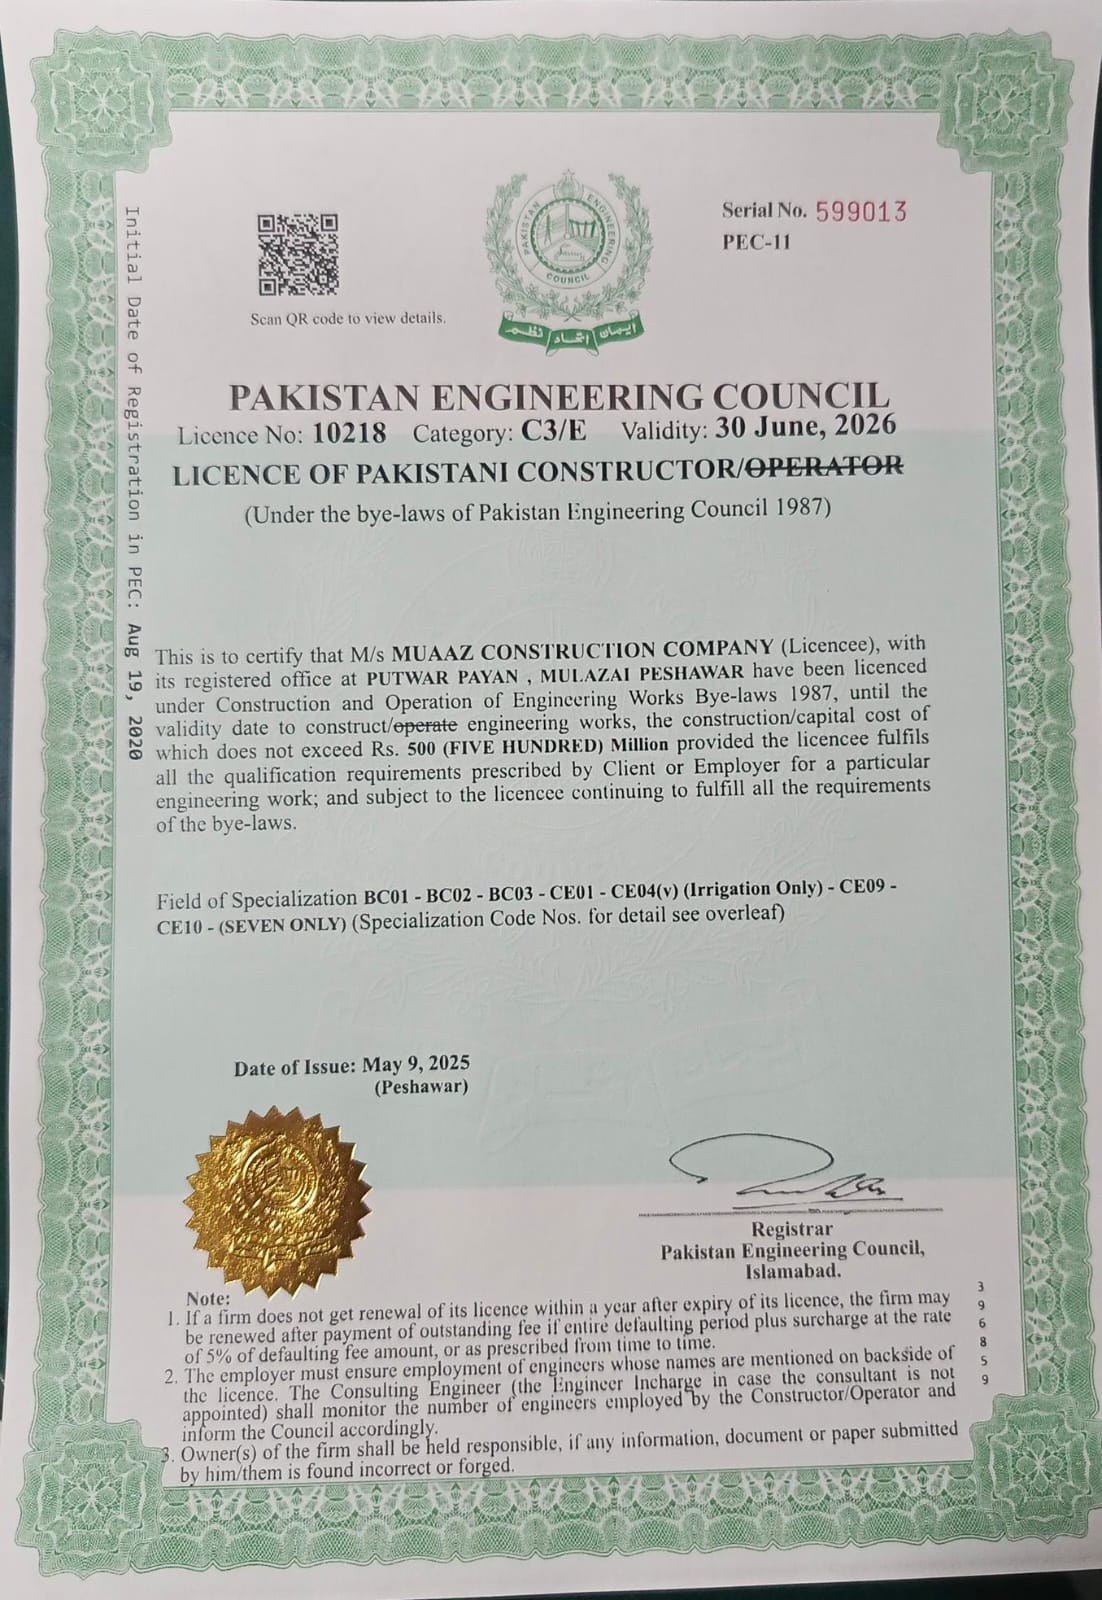 Initial Date of Registration in PEC: Aug 19, 2020
Scan QR code to view details.
PAKISTAN ENGINEERING COUNCIL
ایمان اتحاد نظم
Serial No. 599013
PEC-11
PAKISTAN ENGINEERING COUNCIL
Licence No: 10218 Category: C3/E Validity: 30 June, 2026
LICENCE OF PAKISTANI CONSTRUCTOR/OPERATOR
(Under the bye-laws of Pakistan Engineering Council 1987)
This is to certify that M/s MUAAZ CONSTRUCTION COMPANY (Licencee), with
its registered office at PUTWAR PAYAN , MULAZAI PESHAWAR have been licenced
under Construction and Operation of Engineering Works Bye-laws 1987, until the
validity date to construct/operate engineering works, the construction/capital cost of
which does not exceed Rs. 500 (FIVE HUNDRED) Million provided the licencee fulfils
all the qualification requirements prescribed by Client or Employer for a particular
engineering work; and subject to the licencee continuing to fulfill all the requirements
of the bye-laws.
Field of Specialization BC01 - BC02 - BC03 - CE01 - CE04(v) (Irrigation Only) - CE09 -
CE10 - (SEVEN ONLY) (Specialization Code Nos. for detail see overleaf)
Date of Issue: May 9, 2025
(Peshawar)
Registrar
Pakistan Engineering Council,
Islamabad.
Note:
1. If a firm does not get renewal of its licence within a year after expiry of its licence, the firm may
be renewed after payment of outstanding fee if entire defaulting period plus surcharge at the rate
of 5% of defaulting fee amount, or as prescribed from time to time.
2. The employer must ensure employment of engineers whose names are mentioned on backside of
the licence. The Consulting Engineer (the Engineer Incharge in case the consultant is not
appointed) shall monitor the number of engineers employed by the Constructor/Operator and
inform the Council accordingly.
3. Owner(s) of the firm shall be held responsible, if any information, document or paper submitted
by him/them is found incorrect or forged.
396859